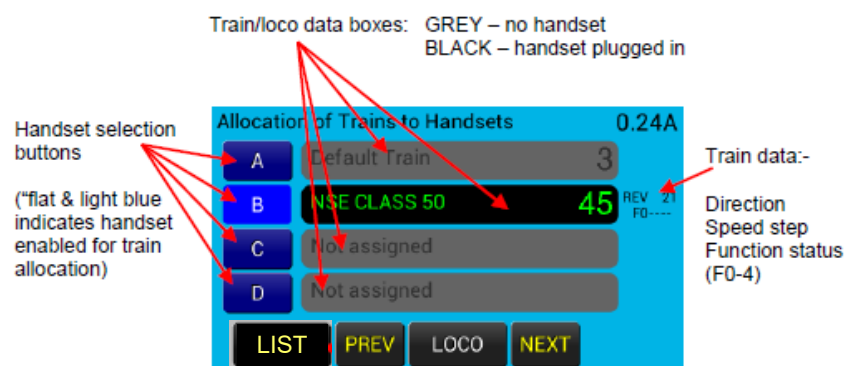 Train/loco data boxes: GREY – no handset
BLACK – handset plugged in
Handset selection
buttons
("flat & light blue
indicates handset
enabled for train
allocation)
Allocation of Trains to Handsets 0.24A
A Default Train 3
B NSE CLASS 50 45 REV 21
F0----
C Not assigned
D Not assigned
LIST PREV LOCO NEXT
Train data:-
Direction
Speed step
Function status
(F0-4)